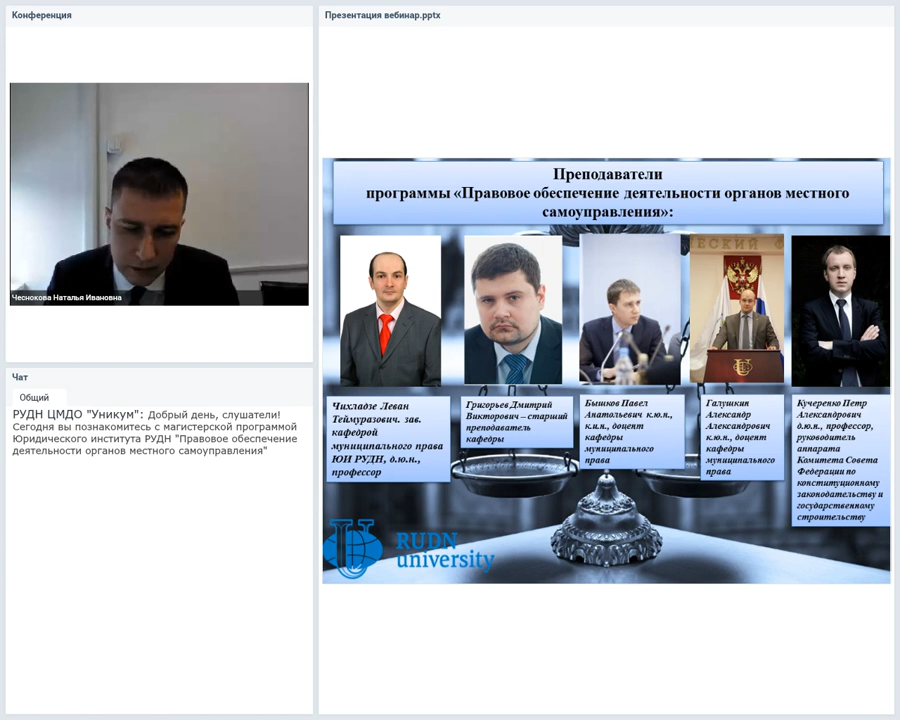 Конференция
Чеснокова Наталья Ивановна
Чат
Общий
РУДН ЦМДО "Уникум": Добрый день, слушатели!
Сегодня вы познакомитесь с магистерской программой
Юридического института РУДН "Правовое обеспечение
деятельности органов местного самоуправления"
Презентация вебинар.pptx
Преподаватели
программы «Правовое обеспечение деятельности органов местного
самоуправления»:
ЕСКИЙ Ф
Чихладзе Леван
Теймуразович. зав.
кафедрой
муниципального права
ЮИ РУДН, д.ю.н.,
профессор
Григорьев Дмитрий
Викторович – старший
преподаватель
кафедры
Бышков Павел
Анатольевич к.ю.н.,
к.и.н., доцент
кафедры
муниципального
права
Галушкин
Александр
Александрович
к.ю.н., доцент
кафедры
муниципального
права
Кучеренко Петр
Александрович
д.ю.н., профессор,
руководитель
аппарата
Комитета Совета
Федерации по
конституционному
законодательству и
государственному
строительству
RUDN
university